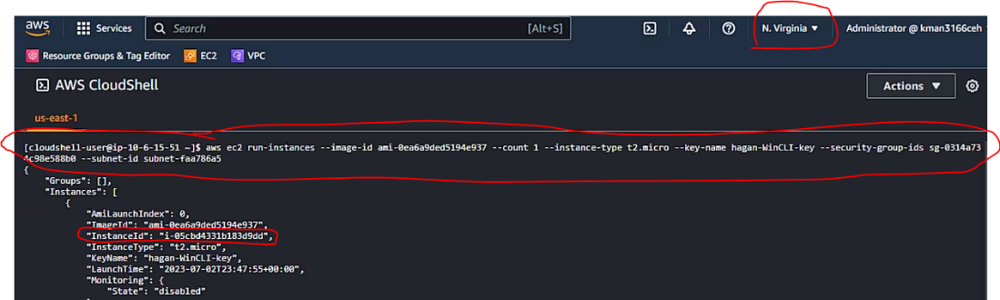 aws
Services
Search
[Alt+S]
N. Virginia
Administrator @ kman3166ceh
Resource Groups & Tag Editor
EC2
VPC
AWS CloudShell
Actions
us-east-1
[cloudshell-user@ip-10-6-15-51 ~]$ aws ec2 run-instances --image-id ami-0ea6a9ded5194e937 --count 1 --instance-type t2.micro --key-name hagan-WinCLI-key --security-group-ids sg-0314a73
4c98e588b0 --subnet-id subnet-faa786a5
{
"Groups": [],
"Instances": [
{
"AmiLaunchIndex": 0,
"ImageId": "ami-0ea6a9ded5194e937",
"InstanceId": "i-05cbd4331b183d9dd",
"InstanceType": "t2.micro",
"KeyName": "hagan-WinCLI-key",
"LaunchTime": "2023-07-02T23:47:55+00:00",
"Monitoring": {
"State": "disabled"